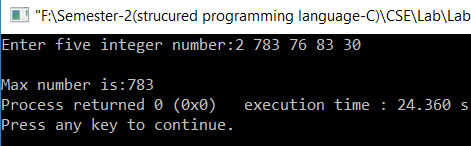 "F:\Semester-2(strucured programming language-C)\CSE\Lab\Lab
Enter five integer number:2 783 76 83 30
Max number is:783
Process returned 0 (0x0)   execution time : 24.360 s
Press any key to continue.